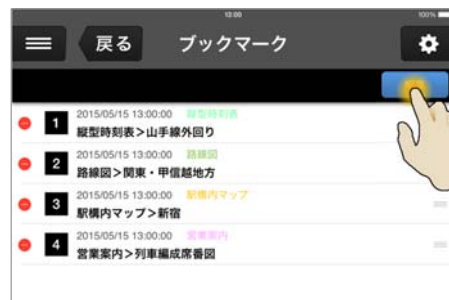 13:00
100%
戻る
ブックマーク
1
2015/05/15 13:00:00 縦型時刻表
縦型時刻表>山手線外回り
2
2015/05/15 13:00:00 路線図
路線図>関東・甲信越地方
3
2015/05/15 13:00:00 駅構内マップ
駅構内マップ>新宿
4
2015/05/15 13:00:00 営業案内
営業案内>列車編成席番図